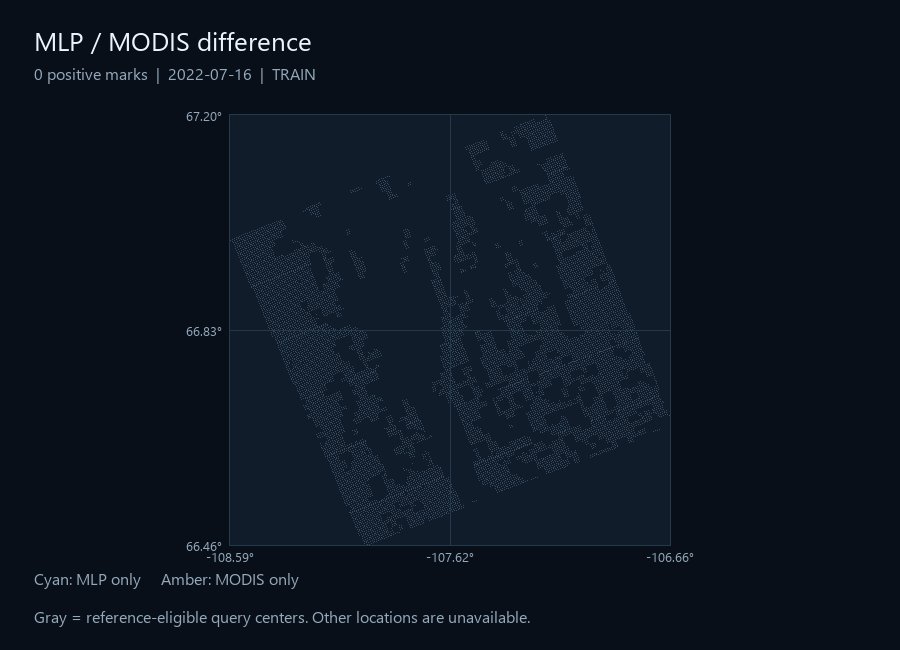 MLP / MODIS difference
0 positive marks | 2022-07-16 | TRAIN
67.20°
66.83°
66.46°
-108.59°
-107.62°
-106.66°
Cyan: MLP only
Amber: MODIS only
Gray = reference-eligible query centers. Other locations are unavailable.